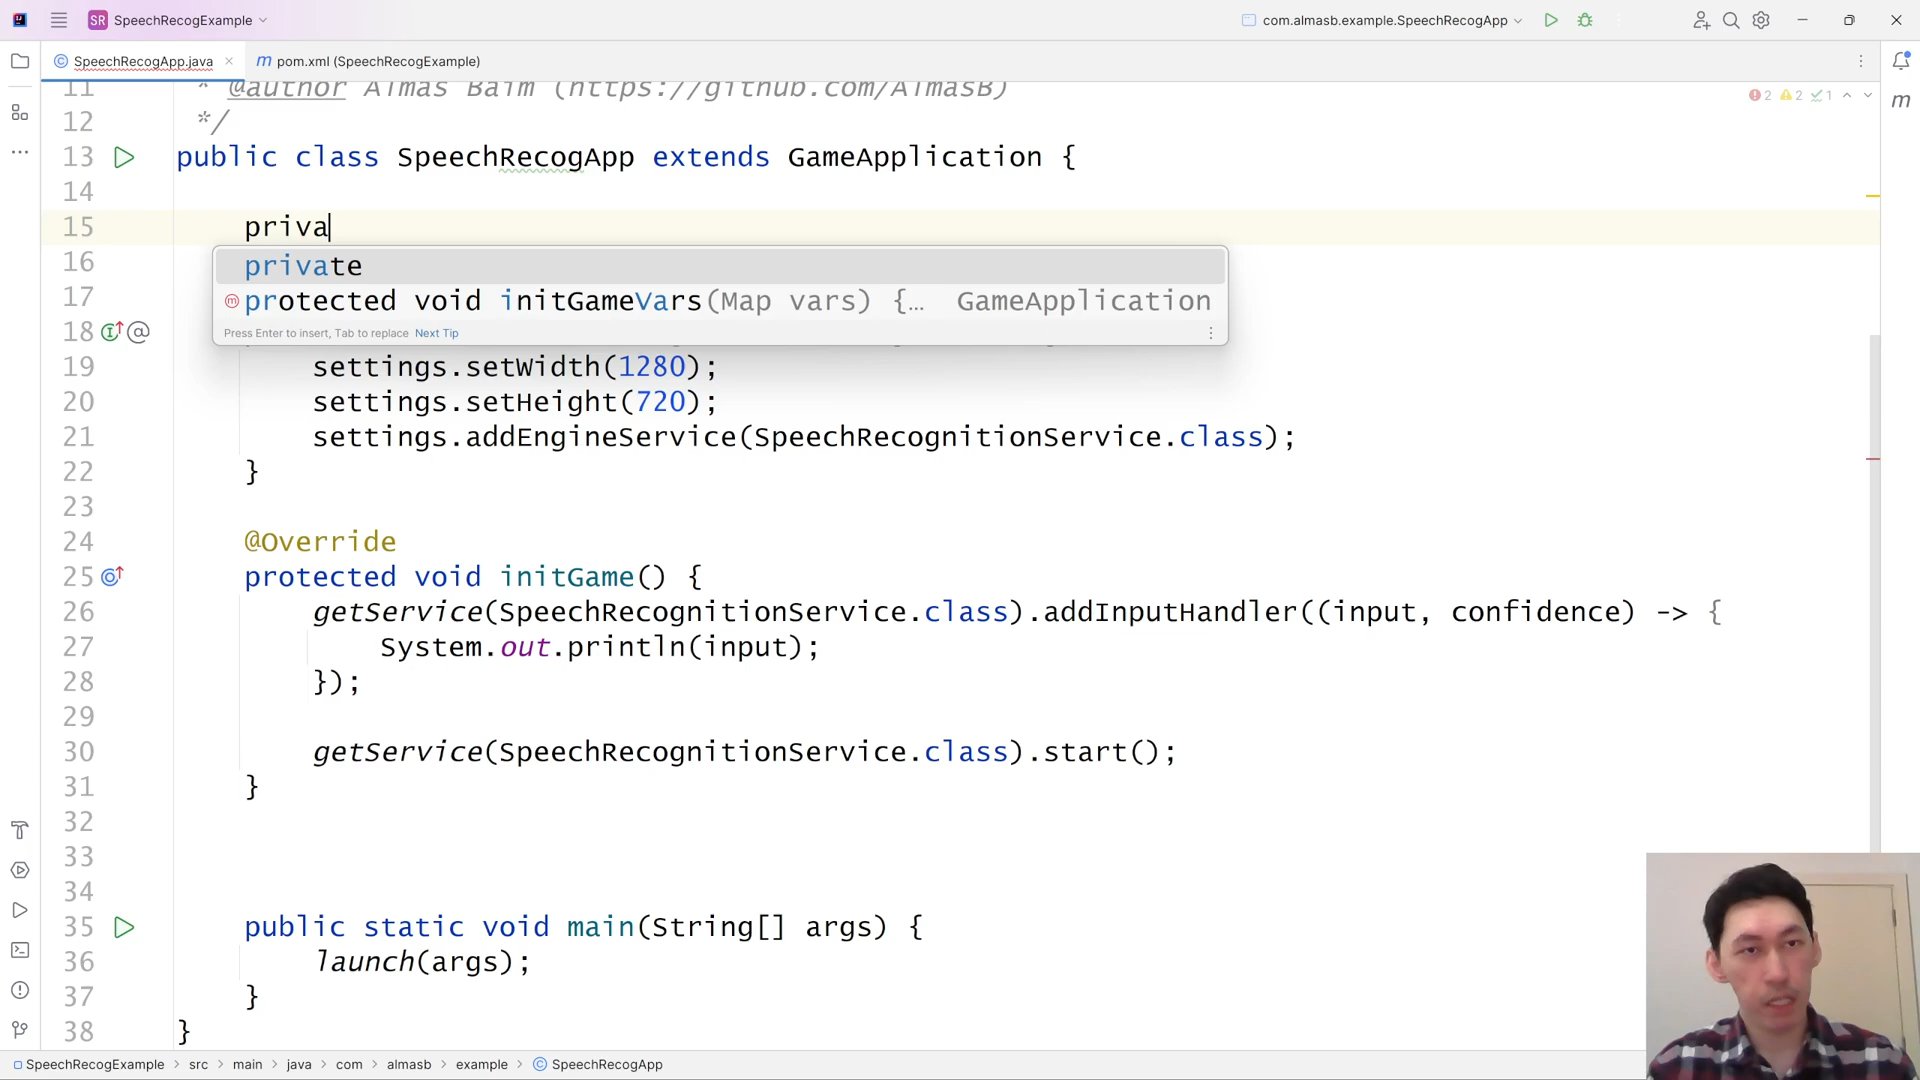 SR SpeechRecogExample
com.almasb.example.SpeechRecogApp
SpeechRecogApp.java
pom.xml (SpeechRecogExample)
2 2 1
11 * @author Almas Baim (https://github.com/AlmasB)
12 */
13 public class SpeechRecogApp extends GameApplication {
14
15 priva
16 private
17 protected void initGameVars(Map vars) {… GameApplication
18 Press Enter to insert, Tab to replace Next Tip
19 settings.setWidth(1280);
20 settings.setHeight(720);
21 settings.addEngineService(SpeechRecognitionService.class);
22 }
23
24 @Override
25 protected void initGame() {
26 getService(SpeechRecognitionService.class).addInputHandler((input, confidence) -> {
27 System.out.println(input);
28 });
29
30 getService(SpeechRecognitionService.class).start();
31 }
32
33
34
35 public static void main(String[] args) {
36 launch(args);
37 }
38 }
SpeechRecogExample > src > main > java > com > almasb > example > SpeechRecogApp